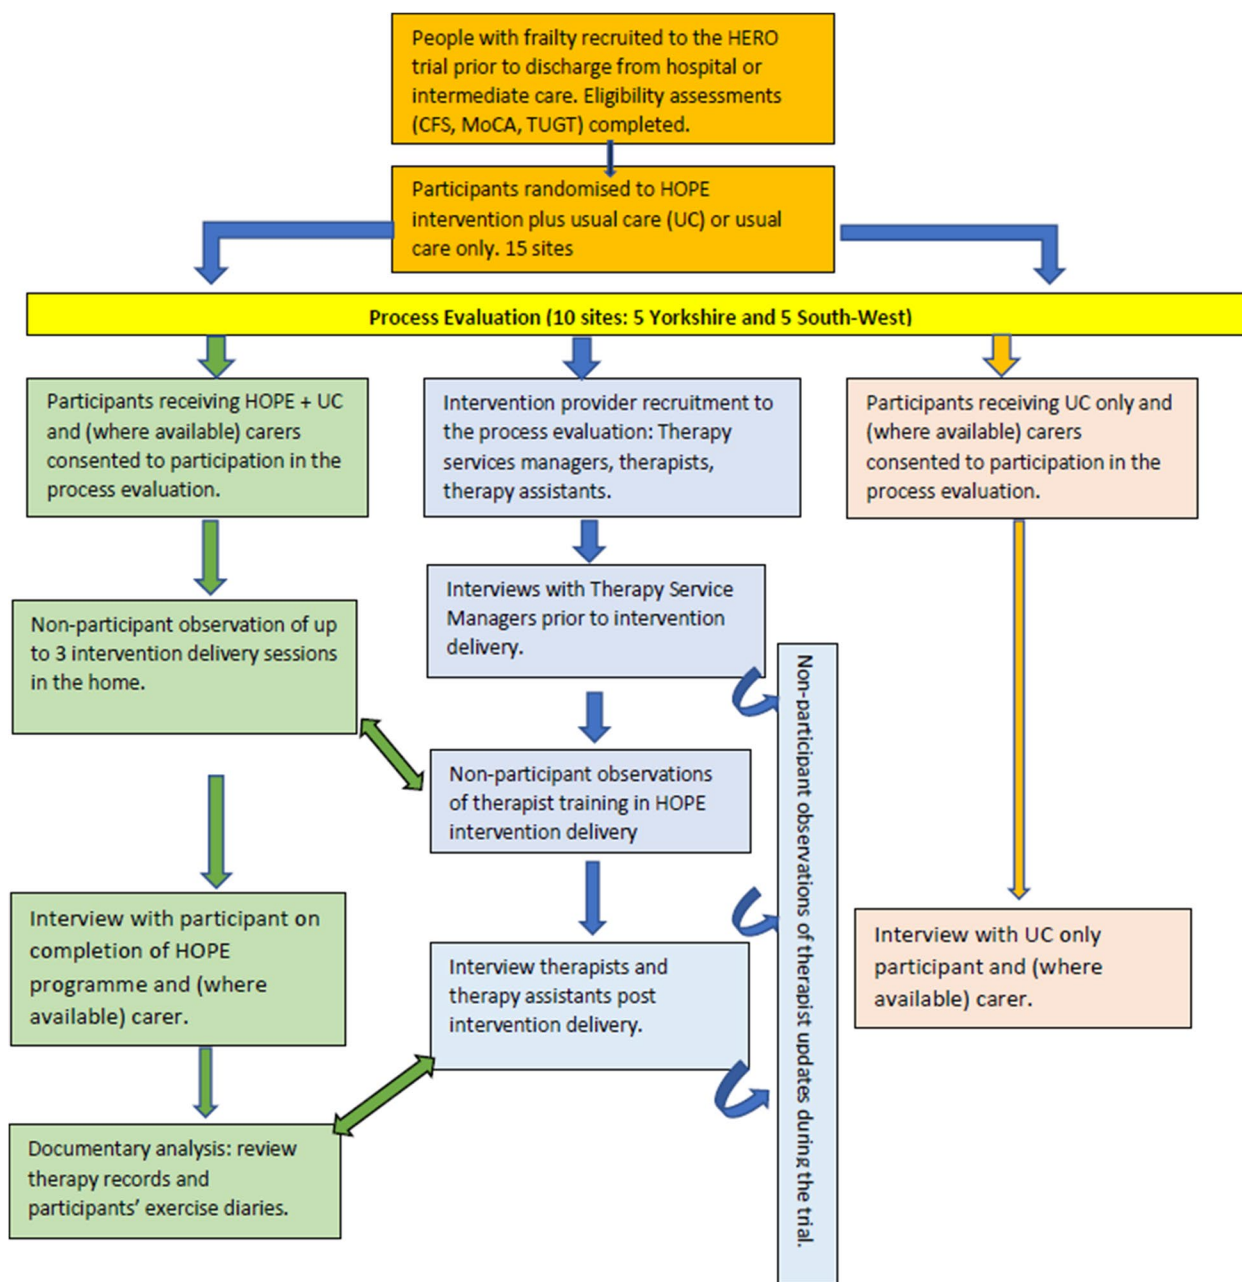 People with frailty recruited to the HERO
trial prior to discharge from hospital or
intermediate care. Eligibility assessments
(CFS, MoCA, TUGT) completed.
Participants randomised to HOPE
intervention plus usual care (UC) or usual
care only. 15 sites
Process Evaluation (10 sites: 5 Yorkshire and 5 South-West)
Participants receiving HOPE + UC
and (where available) carers
consented to participation in the
process evaluation.
Intervention provider recruitment to
the process evaluation: Therapy
services managers, therapists,
therapy assistants.
Participants receiving UC only and
(where available) carers
consented to participation in the
process evaluation.
Non-participant observation of up
to 3 intervention delivery sessions
in the home.
Interviews with Therapy Service
Managers prior to intervention
delivery.
Non-participant observations of therapist updates during the trial.
Non-participant observations
of therapist training in HOPE
intervention delivery
Interview with participant on
completion of HOPE
programme and (where
available) carer.
Interview therapists and
therapy assistants post
intervention delivery.
Interview with UC only
participant and (where
available) carer.
Documentary analysis: review
therapy records and
participants’ exercise diaries.